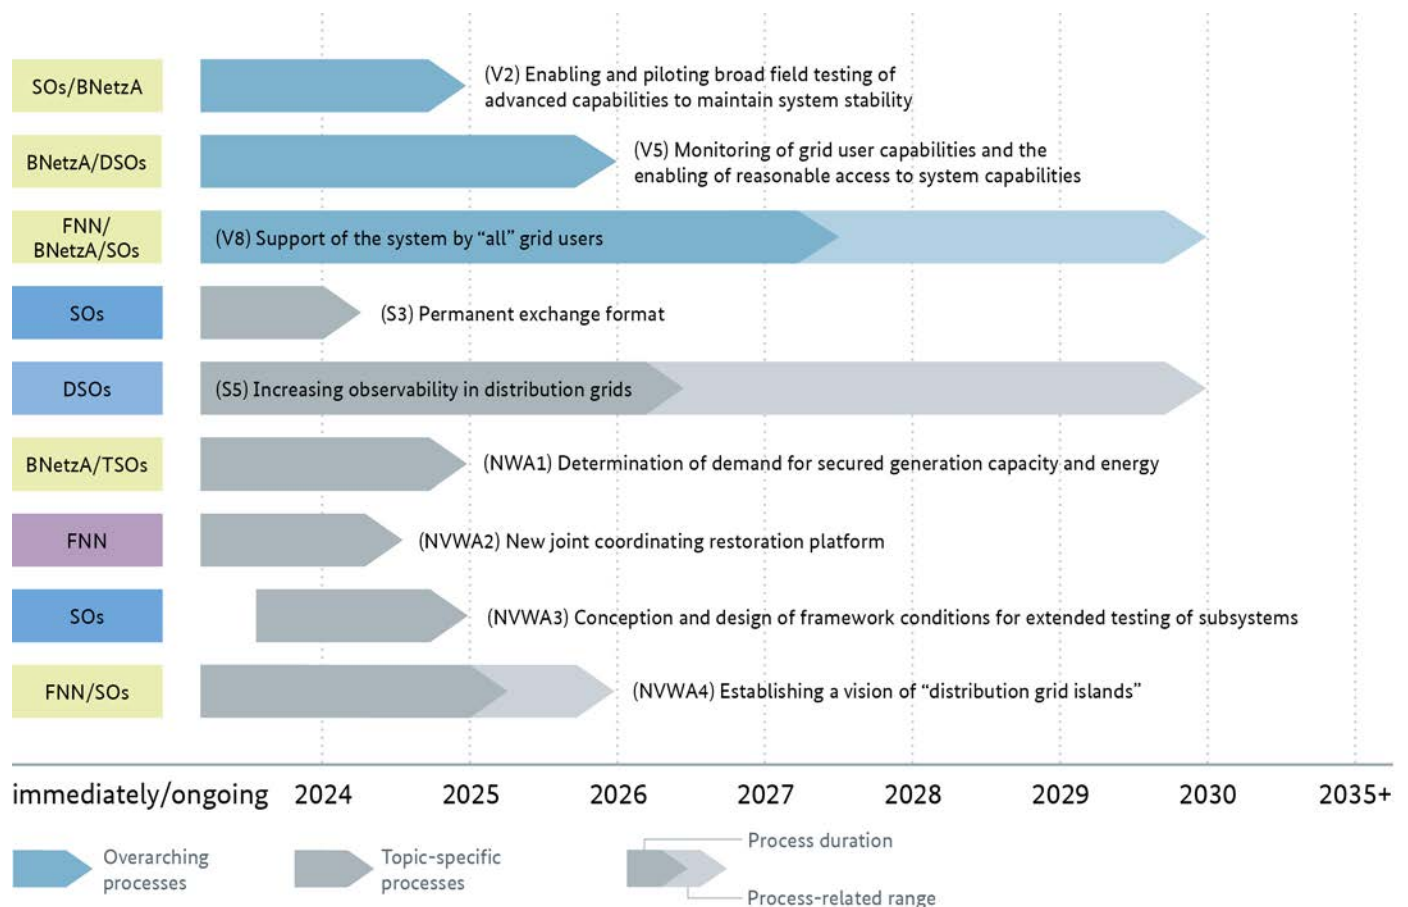 SOs/BNetzA
(V2) Enabling and piloting broad field testing of
advanced capabilities to maintain system stability
BNetzA/DSOs
(V5) Monitoring of grid user capabilities and the
enabling of reasonable access to system capabilities
FNN/
BNetzA/SOs
(V8) Support of the system by “all” grid users
SOs
(S3) Permanent exchange format
DSOs
(S5) Increasing observability in distribution grids
BNetzA/TSOs
(NWA1) Determination of demand for secured generation capacity and energy
FNN
(NVWA2) New joint coordinating restoration platform
SOs
(NVWA3) Conception and design of framework conditions for extended testing of subsystems
FNN/SOs
(NVWA4) Establishing a vision of “distribution grid islands”
immediately/ongoing 2024 2025 2026 2027 2028 2029 2030 2035+
Overarching
processes
Topic-specific
processes
Process duration
Process-related range